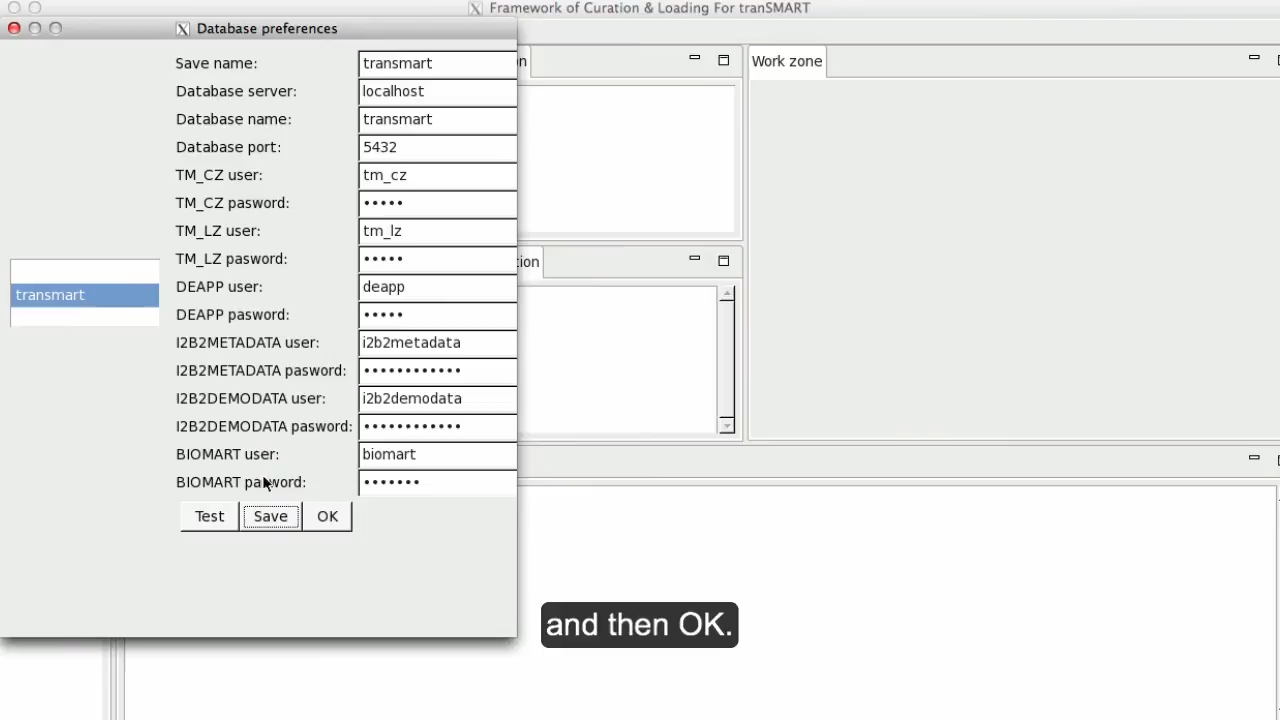 Framework of Curation & Loading For tranSMART
Database preferences
Save name: transmart
Database server: localhost
Database name: transmart
Database port: 5432
TM_CZ user: tm_cz
TM_CZ pasword: •••••
TM_LZ user: tm_lz
TM_LZ pasword: •••••
DEAPP user: deapp
DEAPP pasword: •••••
I2B2METADATA user: i2b2metadata
I2B2METADATA pasword: ••••••••••••
I2B2DEMODATA user: i2b2demodata
I2B2DEMODATA pasword: ••••••••••••
BIOMART user: biomart
BIOMART pasword: •••••••
transmart
Test Save OK
n
tion
Work zone
and then OK.